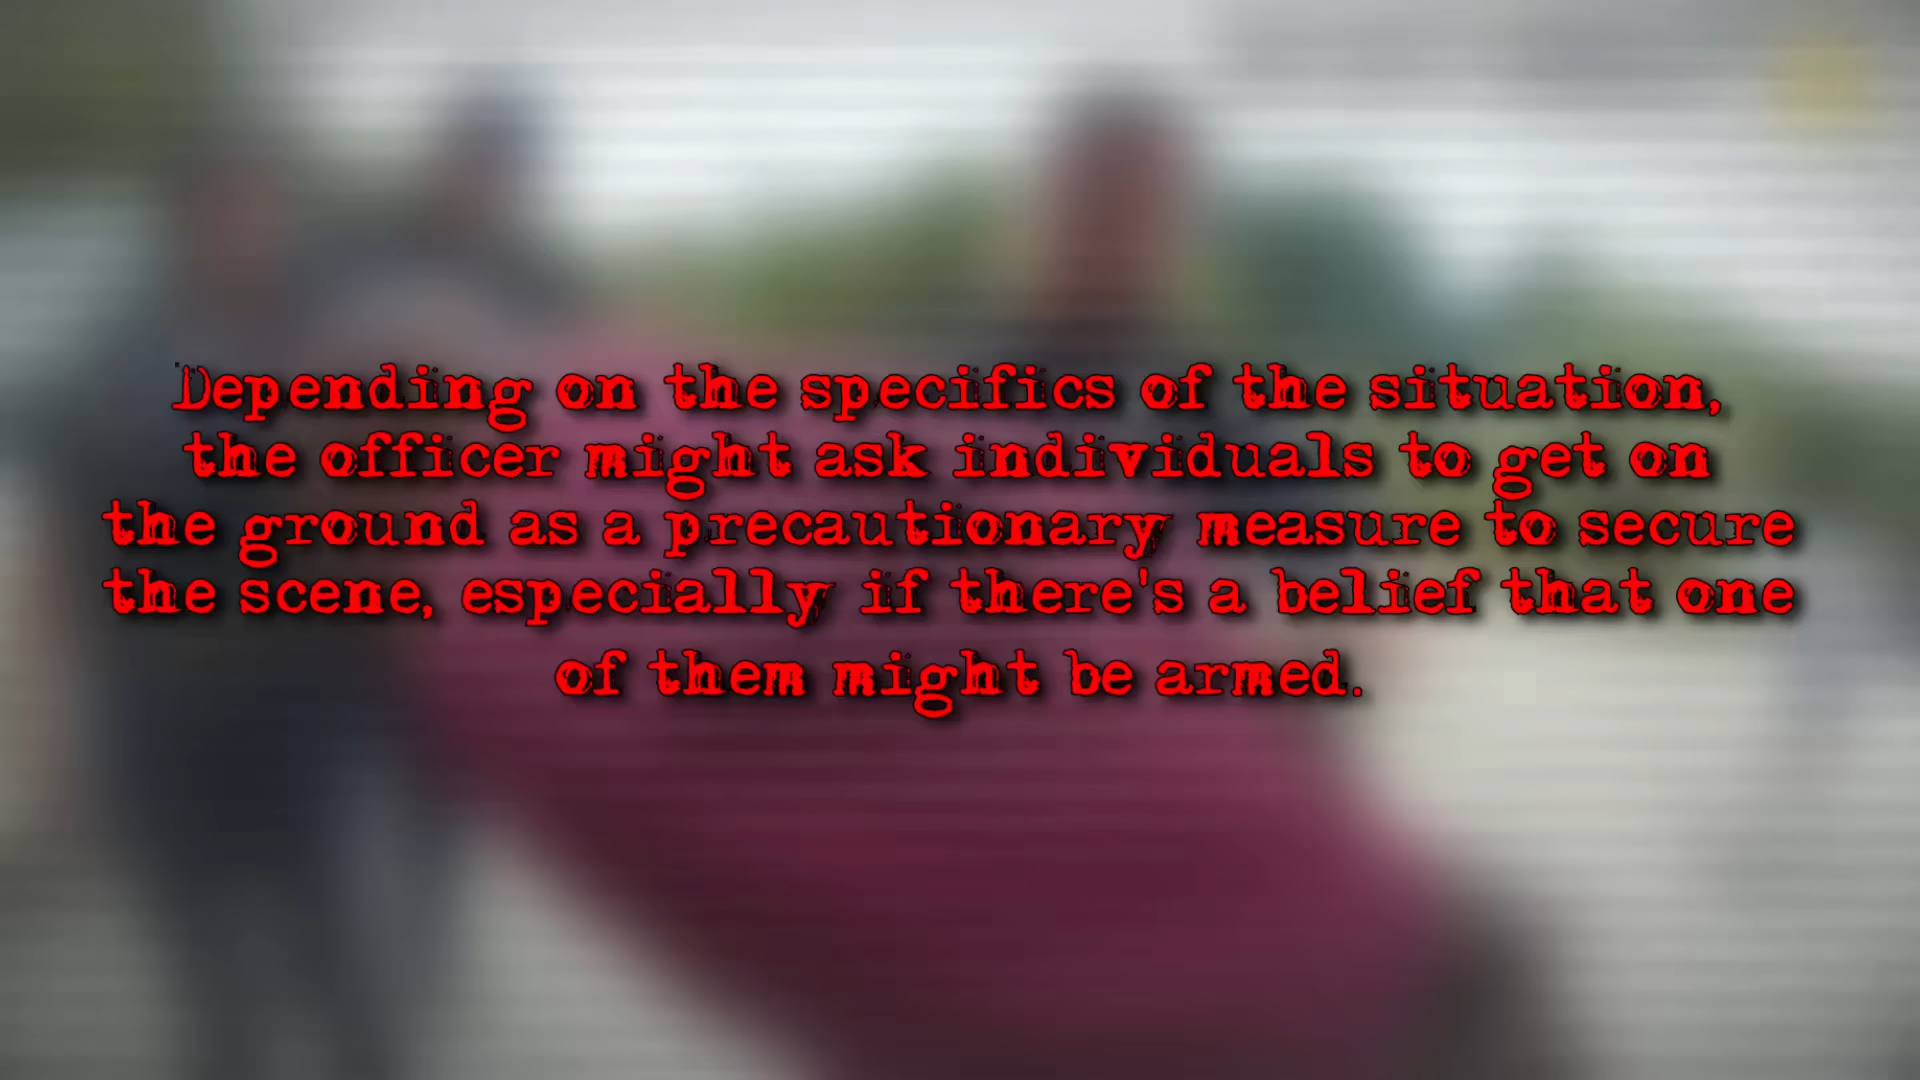 Depending on the specifics of the situation,
the officer might ask individuals to get on
the ground as a precautionary measure to secure
the scene, especially if there's a belief that one
of them might be armed.